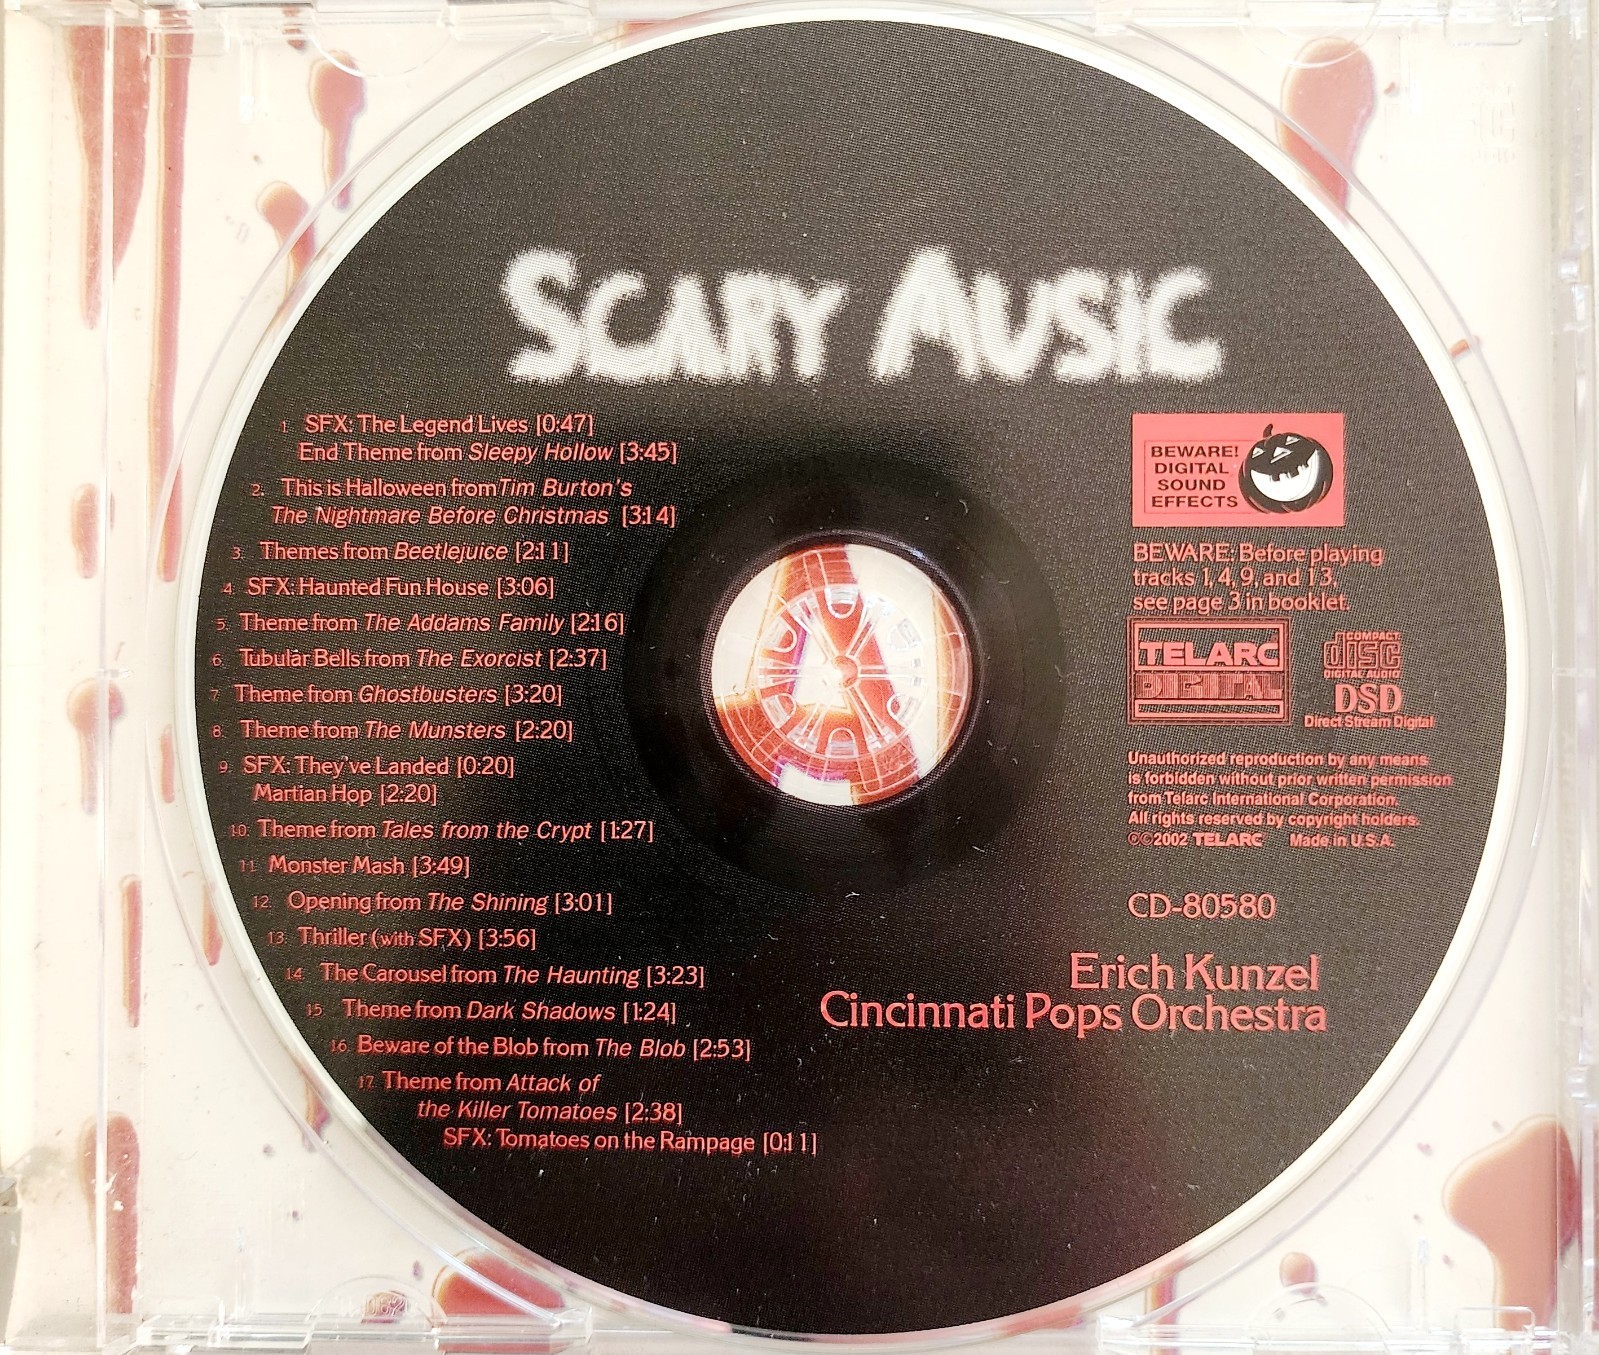 SCARY MUSIC
1. SFX: The Legend Lives [0:47]
End Theme from Sleepy Hollow [3:45]
2. This is Halloween from Tim Burton's
The Nightmare Before Christmas [3:14]
3. Themes from Beetlejuice [2:11]
4. SFX: Haunted Fun House [3:06]
5. Theme from The Addams Family [2:16]
6. Tubular Bells from The Exorcist [2:37]
7. Theme from Ghostbusters [3:20]
8. Theme from The Munsters [2:20]
9. SFX: They've Landed [0:20]
Martian Hop [2:20]
10. Theme from Tales from the Crypt [1:27]
11. Monster Mash [3:49]
12. Opening from The Shining [3:01]
13. Thriller (with SFX) [3:56]
14. The Carousel from The Haunting [3:23]
15. Theme from Dark Shadows [1:24]
16. Beware of the Blob from The Blob [2:53]
17. Theme from Attack of
the Killer Tomatoes [2:38]
SFX: Tomatoes on the Rampage [0:11]
BEWARE!
DIGITAL
SOUND
EFFECTS
BEWARE: Before playing
tracks 1, 4, 9, and 13,
see page 3 in booklet.
TELARC
DIGITAL
COMPACT
disc
DIGITAL AUDIO
DSD
Direct Stream Digital
Unauthorized reproduction by any means
is forbidden without prior written permission
from Telarc International Corporation.
All rights reserved by copyright holders.
℗©2002 TELARC Made in U.S.A.
CD-80580
Erich Kunzel
Cincinnati Pops Orchestra